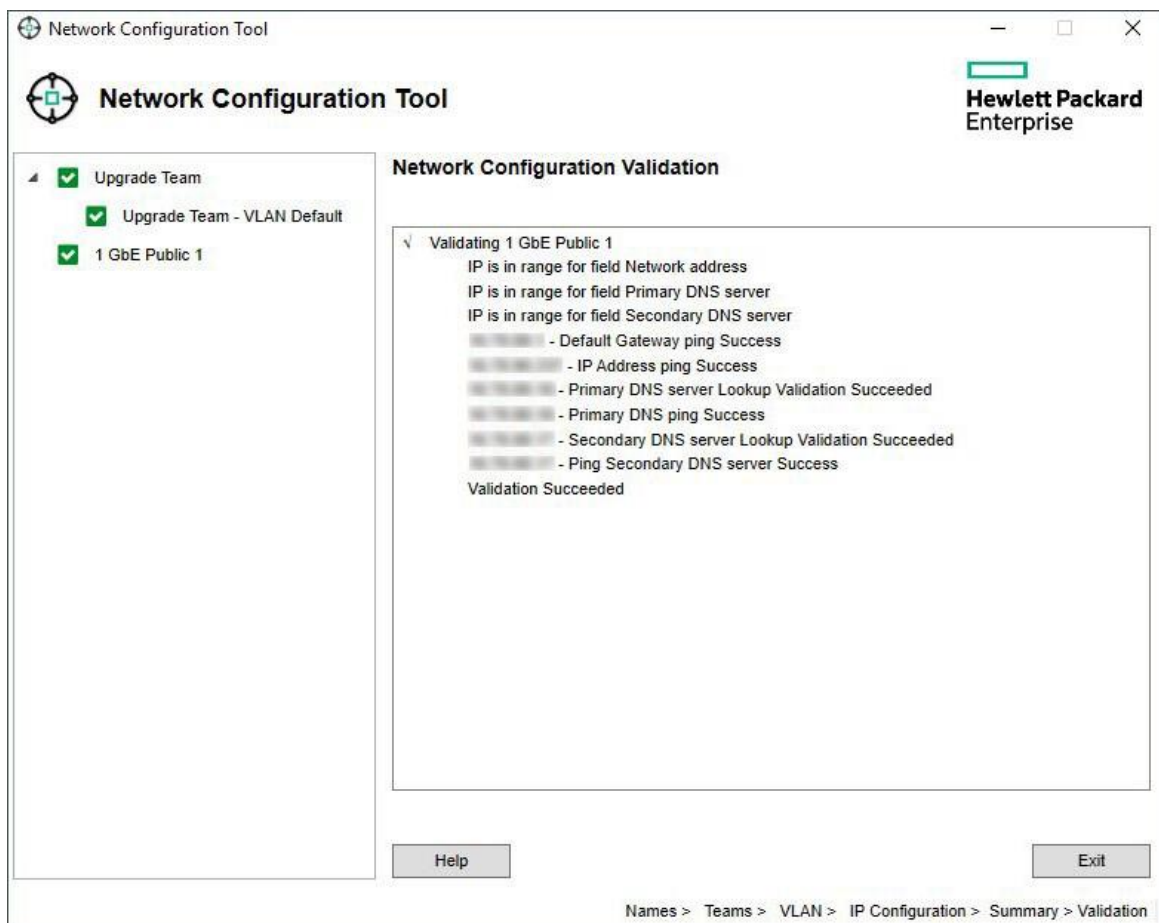 Network Configuration Tool
Network Configuration Tool
Hewlett Packard
Enterprise
Upgrade Team
Upgrade Team - VLAN Default
1 GbE Public 1
Network Configuration Validation
√ Validating 1 GbE Public 1
IP is in range for field Network address
IP is in range for field Primary DNS server
IP is in range for field Secondary DNS server
- Default Gateway ping Success
- IP Address ping Success
- Primary DNS server Lookup Validation Succeeded
- Primary DNS ping Success
- Secondary DNS server Lookup Validation Succeeded
- Ping Secondary DNS server Success
Validation Succeeded
Help
Exit
Names > Teams > VLAN > IP Configuration > Summary > Validation